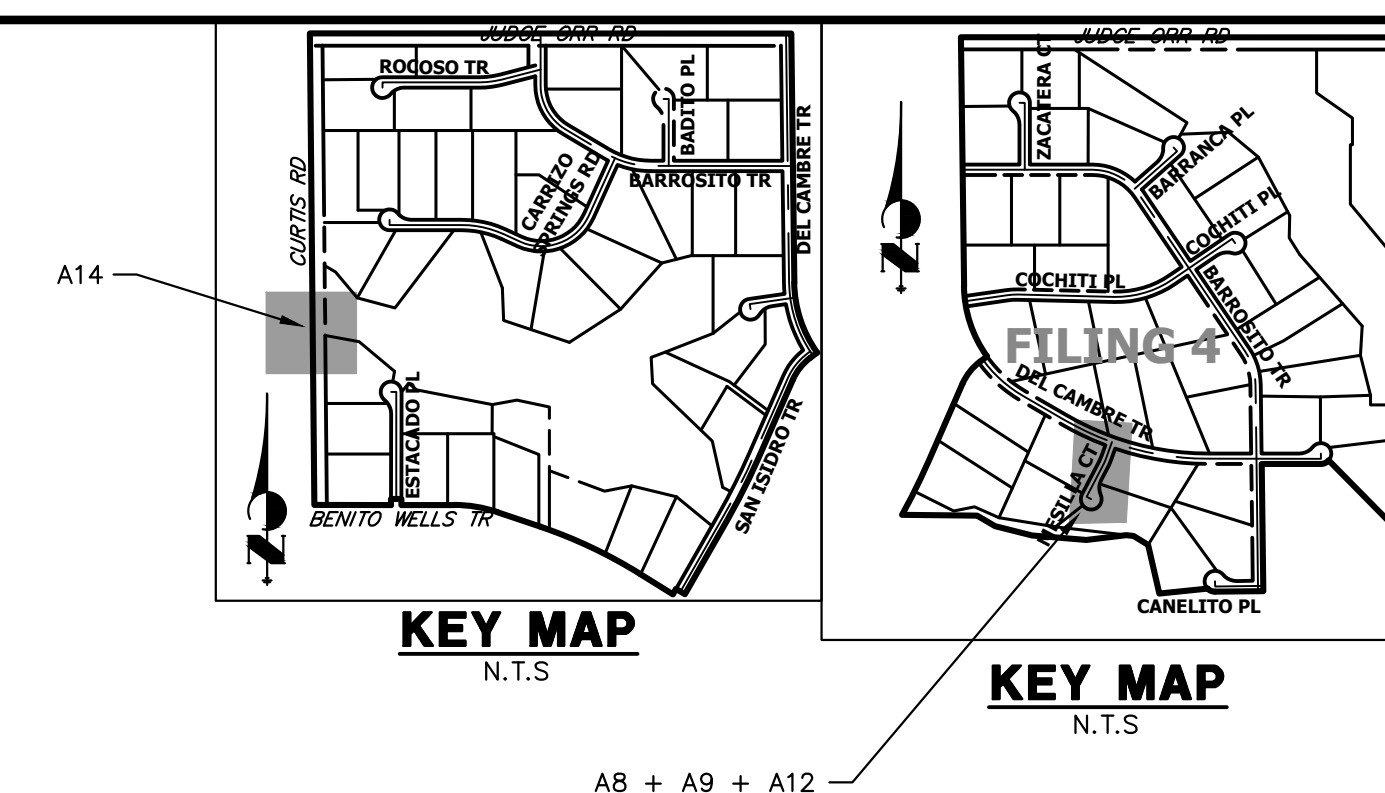 JUDGE ORR RD
ROCOSO TR
BADITO PL
DEL CAMBRE TR
CURTIS RD
CARRIZO
SPRINGS RD
BARROSITO TR
A14
ESTACADO PL
SAN ISIDRO TR
BENITO WELLS TR
N
KEY MAP
N.T.S
JUDGE ORR RD
ZACATERA CT
BARRANCA PL
COCHITI PL
COCHITI PL
BARROSITO TR
FILING 4
DEL CAMBRE TR
MESILLA CT
CANELITO PL
N
KEY MAP
N.T.S
A8 + A9 + A12